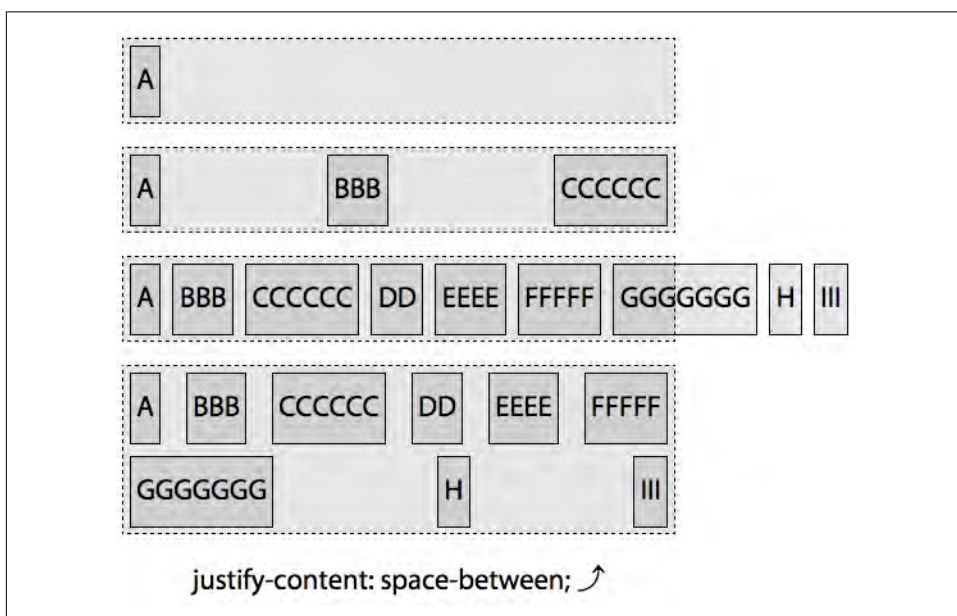 A
A BBB CCCCCC
A BBB CCCCCC DD EEEE FFFFF GGGGGGG H III
A BBB CCCCCC DD EEEE FFFFF
GGGGGGG H III
justify-content: space-between;